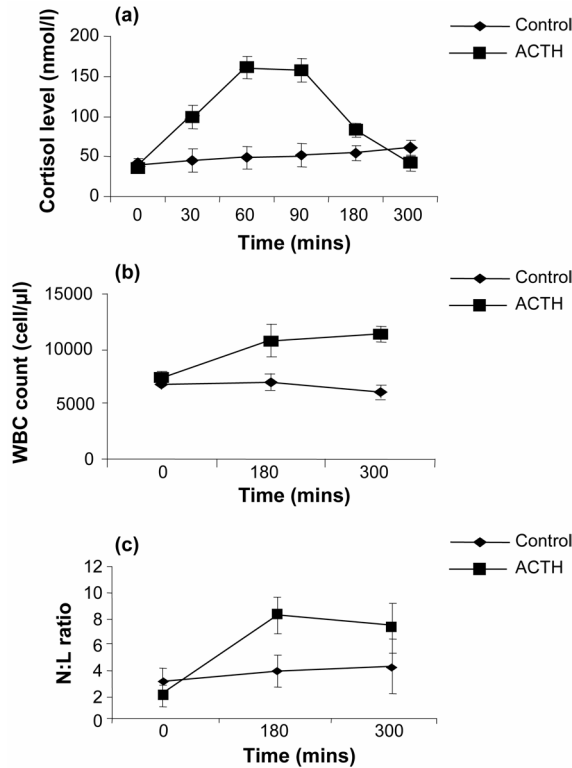 (a)
Control
ACTH
Cortisol level (nmol/l)
200
150
100
50
0
0 30 60 90 180 300
Time (mins)
(b)
Control
ACTH
WBC count (cell/µl)
15000
10000
5000
0
0 180 300
Time (mins)
(c)
Control
ACTH
N:L ratio
12
10
8
6
4
2
0
0 180 300
Time (mins)